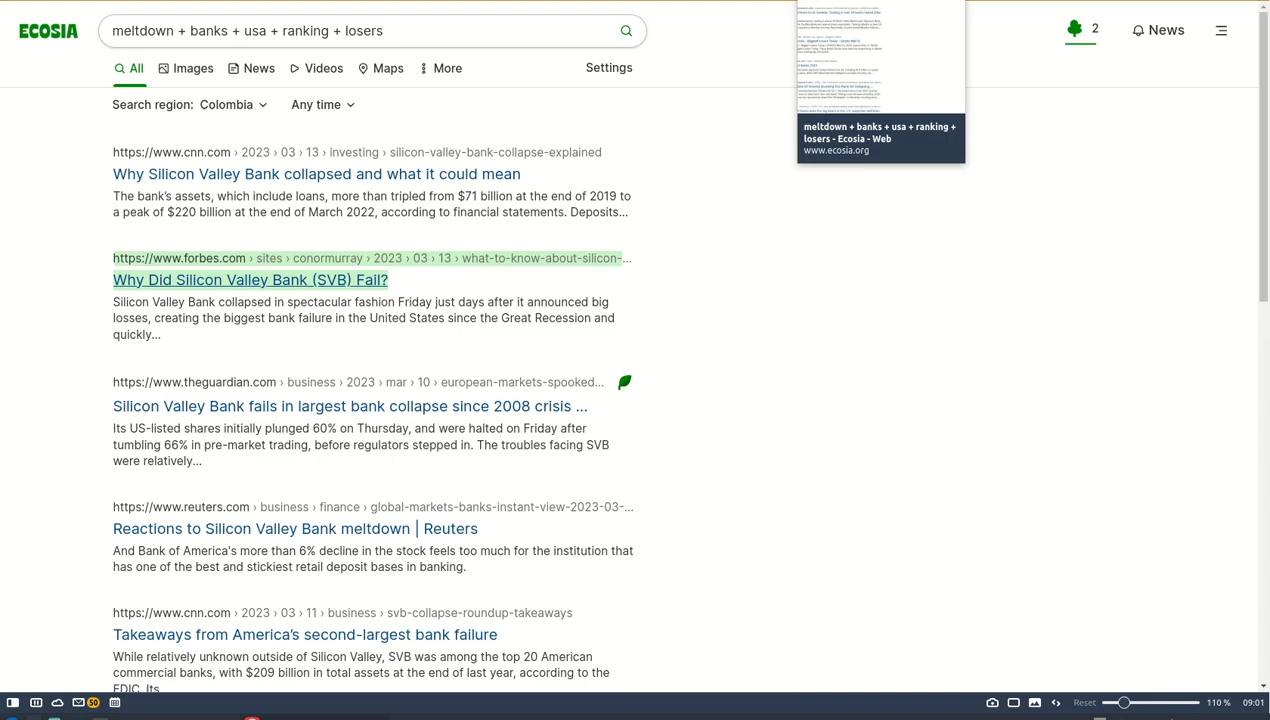 ECOSIA
usa + ranking + losers
2
News
Settings
Country
Any time
nn.com › 2023 › 03 › 13 › investing › silicon-valley-bank-collapse-explained
Why Silicon Valley Bank collapsed and what it could mean
The bank's assets, which include loans, more than tripled from $71 billion at the end of 2019 to
a peak of $220 billion at the end of March 2022, according to financial statements. Deposits...
https://www.forbes.com › sites › conormurray › 2023 › 03 › 13 › what-to-know-about-silicon-...
Why Did Silicon Valley Bank (SVB) Fail?
Silicon Valley Bank collapsed in spectacular fashion Friday just days after it announced big
losses, creating the biggest bank failure in the United States since the Great Recession and
quickly...
https://www.theguardian.com › business › 2023 › mar › 10 › european-markets-spooked...
Silicon Valley Bank fails in largest bank collapse since 2008 crisis ...
Its US-listed shares initially plunged 60% on Thursday, and were halted on Friday after
tumbling 66% in pre-market trading, before regulators stepped in. The troubles facing SVB
were relatively...
https://www.reuters.com › business › finance › global-markets-banks-instant-view-2023-03-...
Reactions to Silicon Valley Bank meltdown | Reuters
And Bank of America's more than 6% decline in the stock feels too much for the institution that
has one of the best and stickiest retail deposit bases in banking.
https://www.cnn.com › 2023 › 03 › 11 › business › svb-collapse-roundup-takeaways
Takeaways from America's second-largest bank failure
While relatively unknown outside of Silicon Valley, SVB was among the top 20 American
commercial banks, with $209 billion in total assets at the end of last year, according to the
FDIC. Its
meltdown + banks + usa + ranking +
losers - Ecosia - Web
www.ecosia.org
50
Reset
110 %
09:01